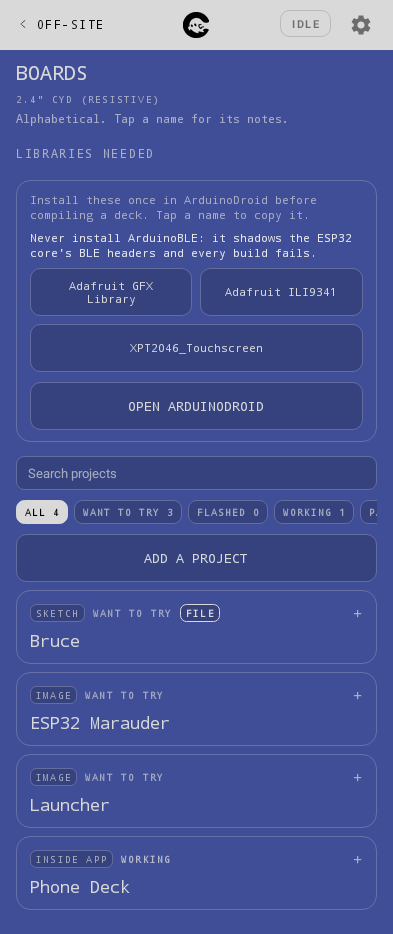 OFF-SITE
IDLE
BOARDS
2.4" CYD (RESISTIVE)
Alphabetical. Tap a name for its notes.
LIBRARIES NEEDED
Install these once in ArduinoDroid before
compiling a deck. Tap a name to copy it.
Never install ArduinoBLE: it shadows the ESP32
core's BLE headers and every build fails.
Adafruit GFX
Library
Adafruit ILI9341
XPT2046_Touchscreen
OPEN ARDUINODROID
Search projects
ALL 4 WANT TO TRY 3 FLASHED 0 WORKING 1
ADD A PROJECT
SKETCH WANT TO TRY FILE +
Bruce
IMAGE WANT TO TRY +
ESP32 Marauder
IMAGE WANT TO TRY +
Launcher
INSIDE APP WORKING +
Phone Deck